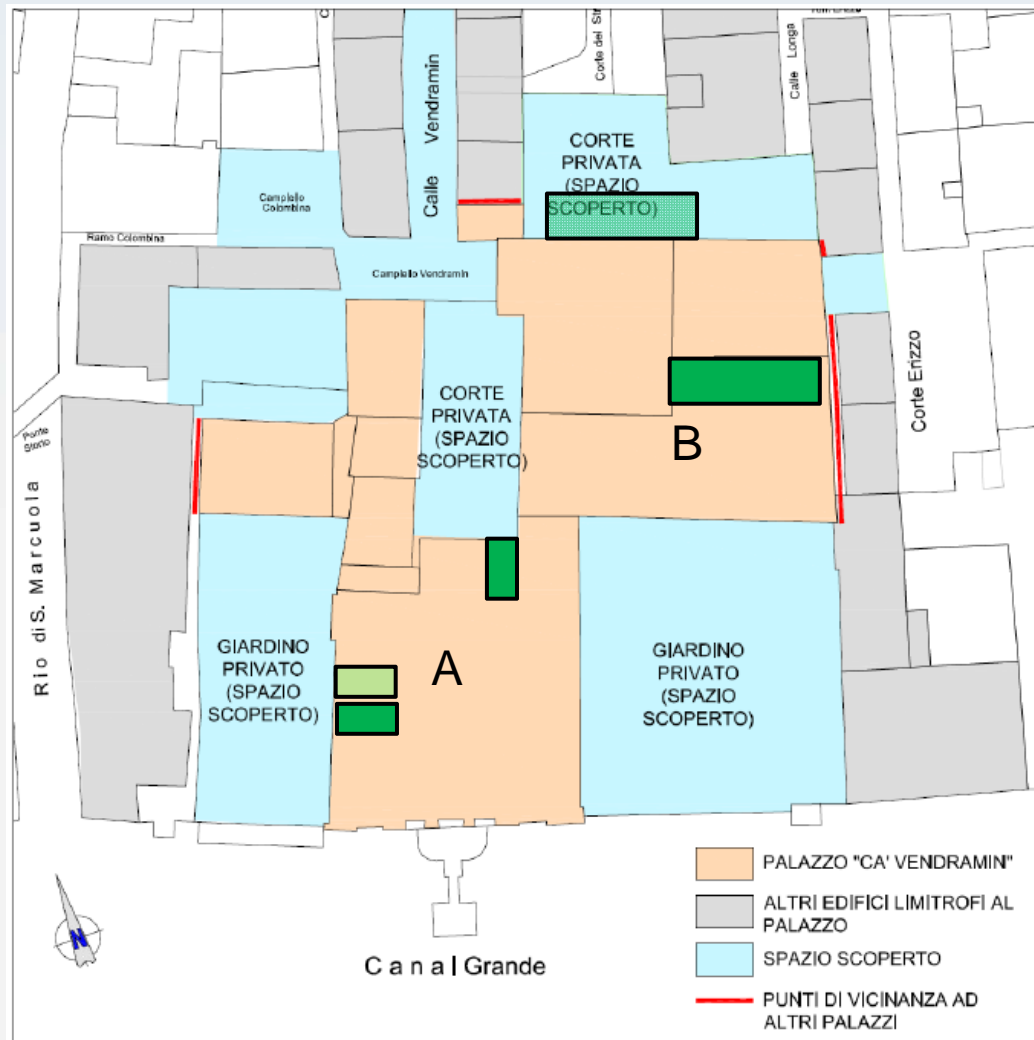 Corte del Str
Calle Longa
Calle Vendramin
CORTE
PRIVATA
(SPAZIO
SCOPERTO)
Campiello
Colombina
Ramo Colombina
Campiello Vendramin
Corte Erizzo
CORTE
PRIVATA
(SPAZIO
SCOPERTO)
B
Ponte
Storto
Rio di S. Marcuola
GIARDINO
PRIVATO
(SPAZIO
SCOPERTO)
A
GIARDINO
PRIVATO
(SPAZIO
SCOPERTO)
PALAZZO "CA' VENDRAMIN"
ALTRI EDIFICI LIMITROFI AL
PALAZZO
SPAZIO SCOPERTO
PUNTI DI VICINANZA AD
ALTRI PALAZZI
N
Canal Grande